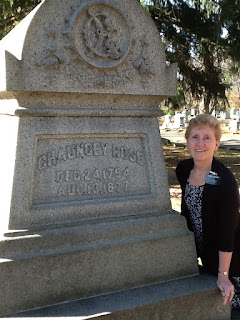 CHAUNCEY ROSE
DEC. 24, 1794
AUG. 13, 1877